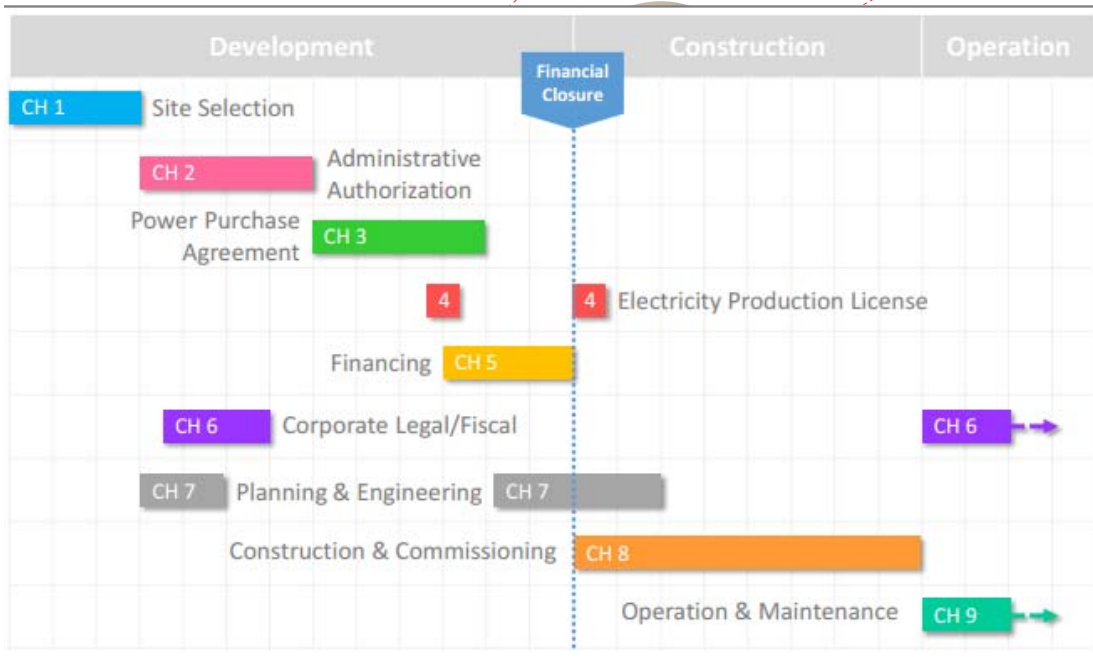 Development
Construction
Operation
Financial
Closure
CH 1
Site Selection
CH 2
Administrative
Authorization
Power Purchase
Agreement
CH 3
4
4
Electricity Production License
Financing
CH 5
CH 6
Corporate Legal/Fiscal
CH 6
CH 7
Planning & Engineering
CH 7
Construction & Commissioning
CH 8
Operation & Maintenance
CH 9